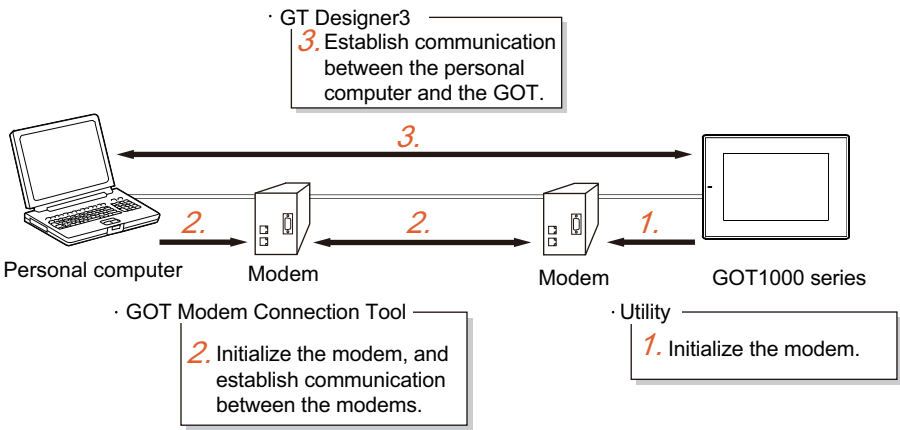 · GT Designer3
3. Establish communication
between the personal
computer and the GOT.
3.
2.
2.
1.
Personal computer
Modem
Modem
GOT1000 series
· GOT Modem Connection Tool
2. Initialize the modem, and
establish communication
between the modems.
· Utility
1. Initialize the modem.